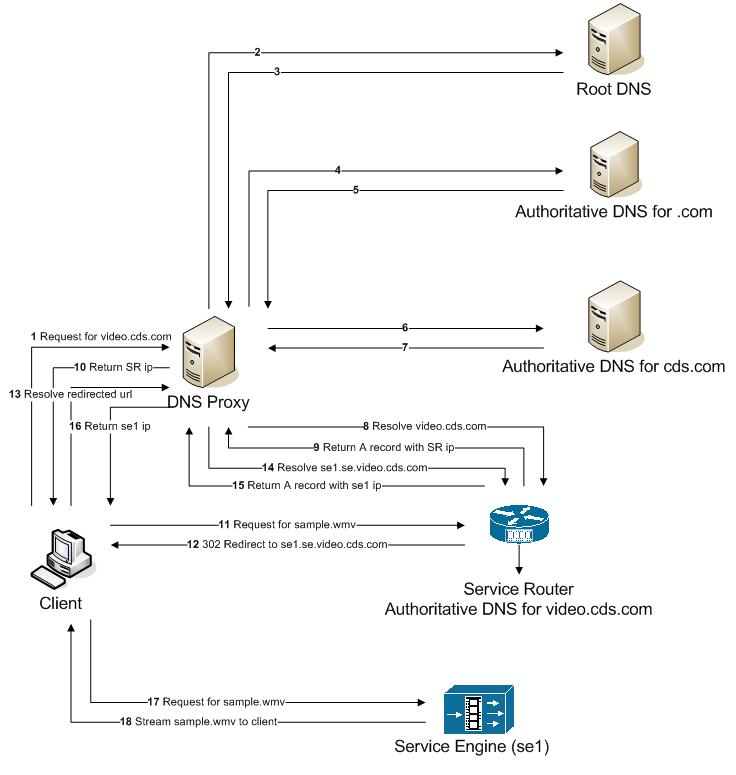 2
3
Root DNS
4
5
Authoritative DNS for .com
6
7
Authoritative DNS for cds.com
1 Request for video.cds.com
10 Return SR ip
13 Resolve redirected url
DNS Proxy
16 Return se1 ip
8 Resolve video.cds.com
9 Return A record with SR ip
14 Resolve se1.se.video.cds.com
15 Return A record with se1 ip
11 Request for sample.wmv
12 302 Redirect to se1.se.video.cds.com
Client
Service Router
Authoritative DNS for video.cds.com
17 Request for sample.wmv
18 Stream sample.wmv to client
Service Engine (se1)